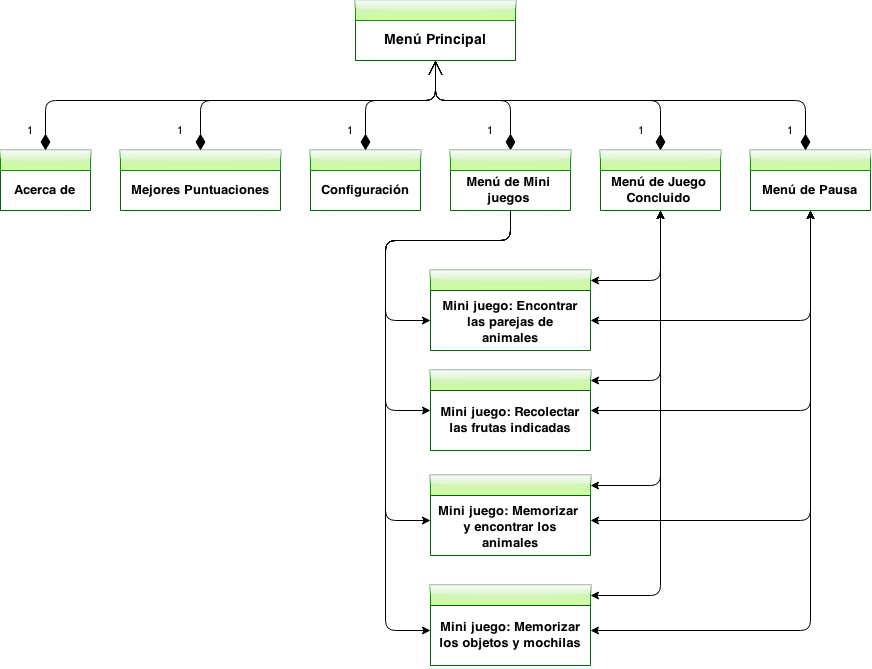 Menú Principal
1
1
1
1
1
1
Acerca de
Mejores Puntuaciones
Configuración
Menú de Mini
juegos
Menú de Juego
Concluido
Menú de Pausa
Mini juego: Encontrar
las parejas de
animales
Mini juego: Recolectar
las frutas indicadas
Mini juego: Memorizar
y encontrar los
animales
Mini juego: Memorizar
los objetos y mochilas